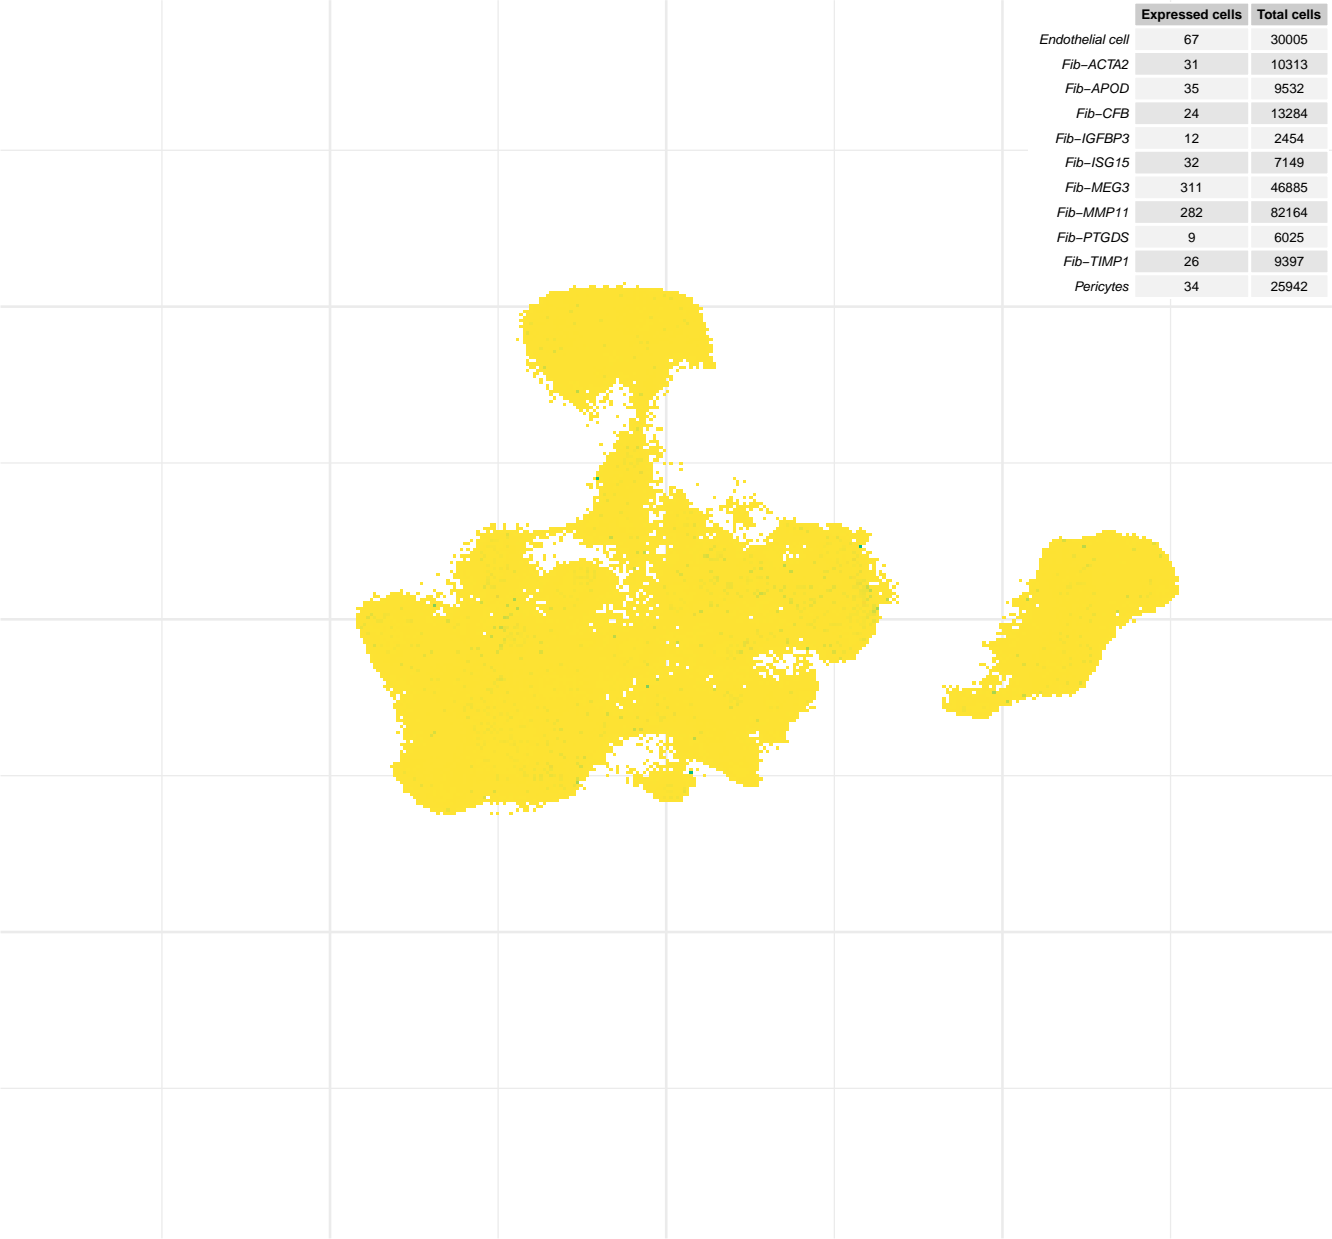 Expressed cells Total cells
Endothelial cell 67 30005
Fib−ACTA2 31 10313
Fib−APOD 35 9532
Fib−CFB 24 13284
Fib−IGFBP3 12 2454
Fib−ISG15 32 7149
Fib−MEG3 311 46885
Fib−MMP11 282 82164
Fib−PTGDS 9 6025
Fib−TIMP1 26 9397
Pericytes 34 25942